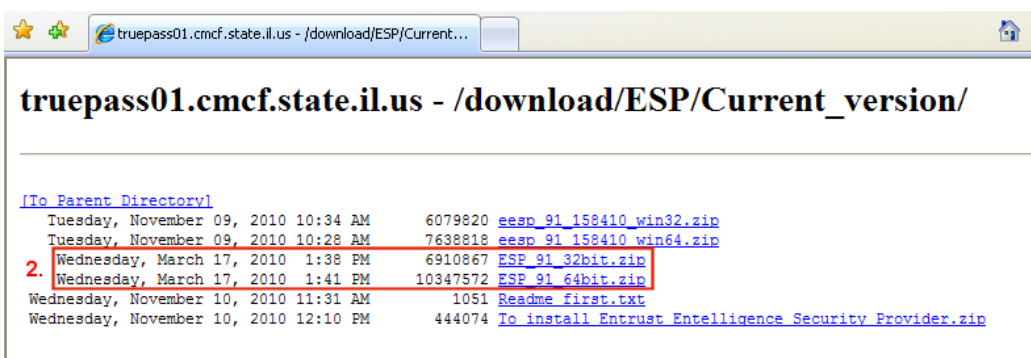 truepass01.cmcf.state.il.us - /download/ESP/Current...
truepass01.cmcf.state.il.us - /download/ESP/Current_version/
[To Parent Directory]
Tuesday, November 09, 2010 10:34 AM 6079820 eesp_91_158410_win32.zip
Tuesday, November 09, 2010 10:28 AM 7638818 eesp_91_158410_win64.zip
2.
Wednesday, March 17, 2010 1:38 PM 6910867 ESP_91_32bit.zip
Wednesday, March 17, 2010 1:41 PM 10347572 ESP_91_64bit.zip
Wednesday, November 10, 2010 11:31 AM 1051 Readme_first.txt
Wednesday, November 10, 2010 12:10 PM 444074 To install Entrust Entelligence Security Provider.zip